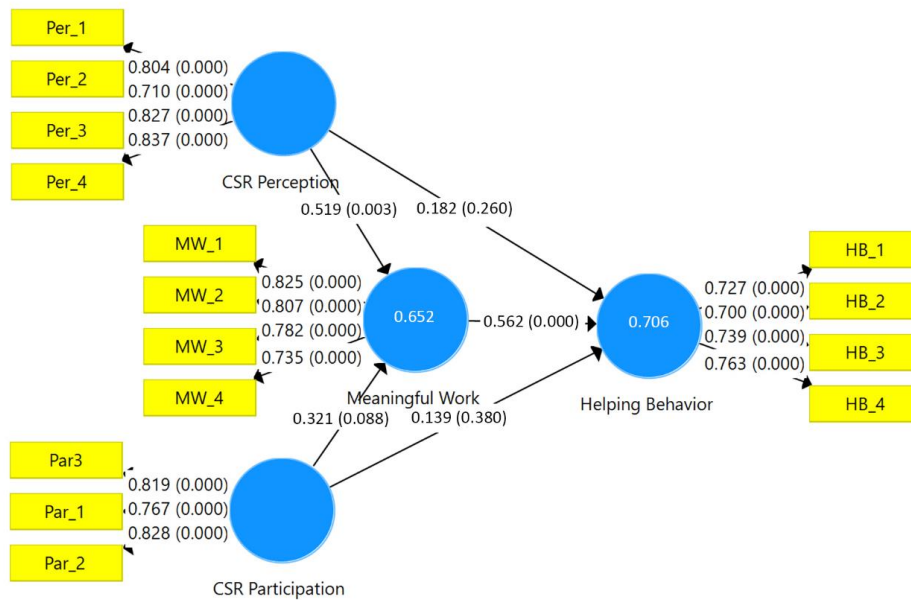 Per_1
Per_2
Per_3
Per_4
0.804 (0.000)
0.710 (0.000)
0.827 (0.000)
0.837 (0.000)
CSR Perception
0.519 (0.003)
0.182 (0.260)
MW_1
MW_2
MW_3
MW_4
0.825 (0.000)
0.807 (0.000)
0.782 (0.000)
0.735 (0.000)
0.652
Meaningful Work
0.562 (0.000)
0.706
Helping Behavior
0.727 (0.000)
0.700 (0.000)
0.739 (0.000)
0.763 (0.000)
HB_1
HB_2
HB_3
HB_4
0.321 (0.088)
0.139 (0.380)
Par3
Par_1
Par_2
0.819 (0.000)
0.767 (0.000)
0.828 (0.000)
CSR Participation